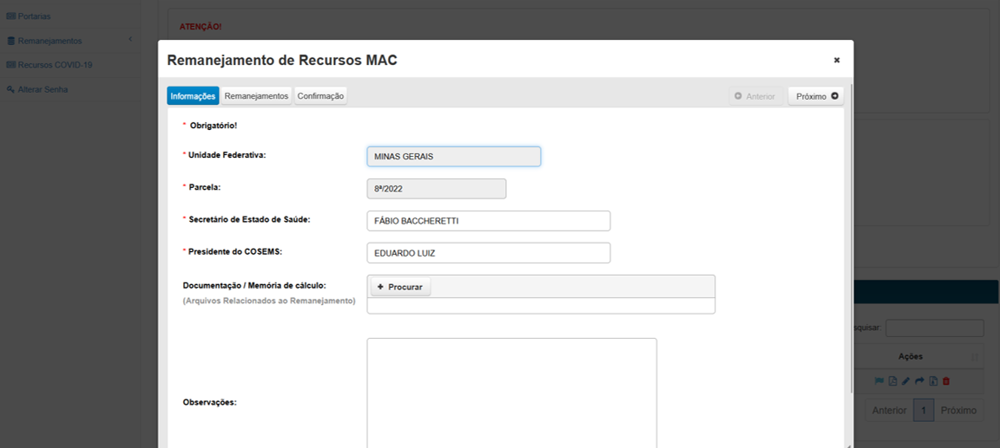 Portarias
ATENÇÃO!
Remanejamentos
Recursos COVID-19
Alterar Senha
Remanejamento de Recursos MAC
Informações Remanejamentos Confirmação Anterior Próximo
* Obrigatório!
* Unidade Federativa: MINAS GERAIS
* Parcela: 8ª/2022
* Secretário de Estado de Saúde: FÁBIO BACCHERETTI
* Presidente do COSEMS: EDUARDO LUIZ
Documentação / Memória de cálculo: + Procurar
(Arquivos Relacionados ao Remanejamento)
Observações:
squisar:
Ações
Anterior 1 Próximo